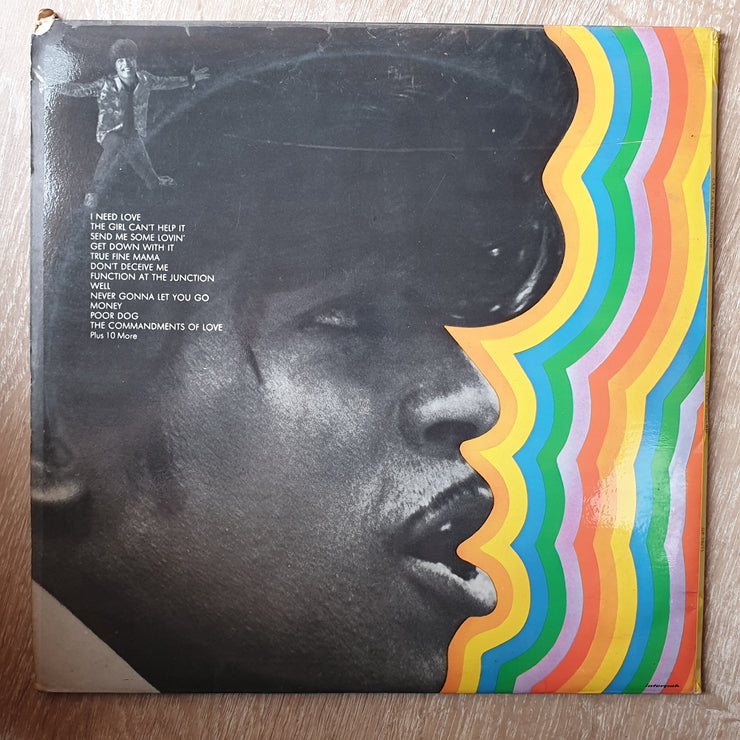 I NEED LOVE
THE GIRL CAN'T HELP IT
SEND ME SOME LOVIN'
GET DOWN WITH IT
TRUE FINE MAMA
DON'T DECEIVE ME
FUNCTION AT THE JUNCTION
WELL
NEVER GONNA LET YOU GO
MONEY
POOR DOG
THE COMMANDMENTS OF LOVE
Plus 10 More
interpak